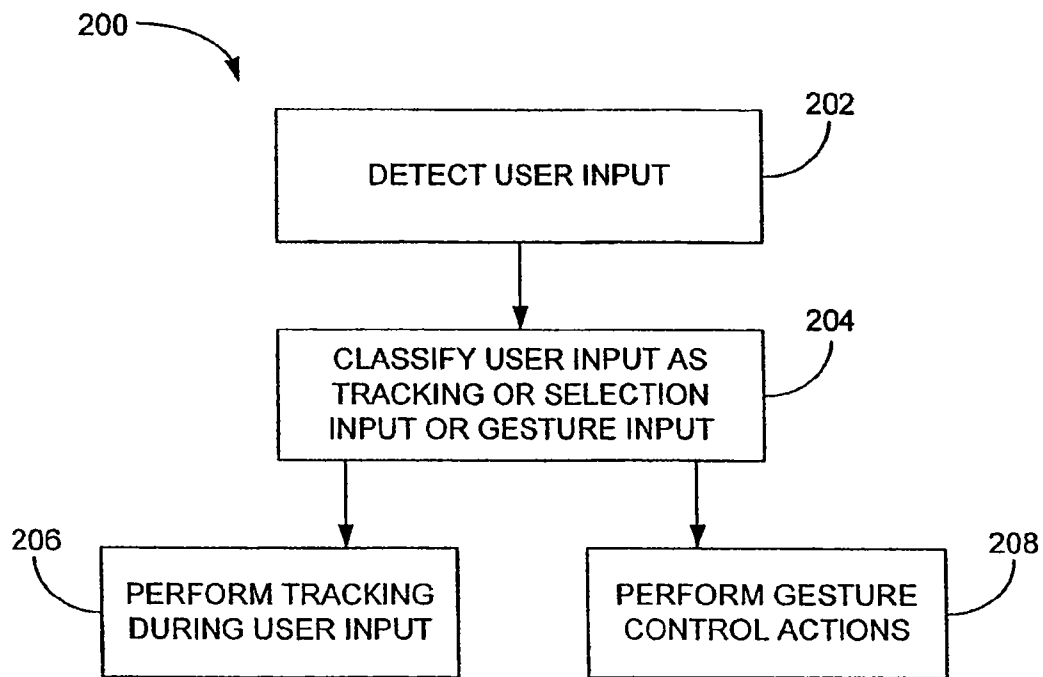 200
202
DETECT USER INPUT
204
CLASSIFY USER INPUT AS
TRACKING OR SELECTION
INPUT OR GESTURE INPUT
206
PERFORM TRACKING
DURING USER INPUT
208
PERFORM GESTURE
CONTROL ACTIONS